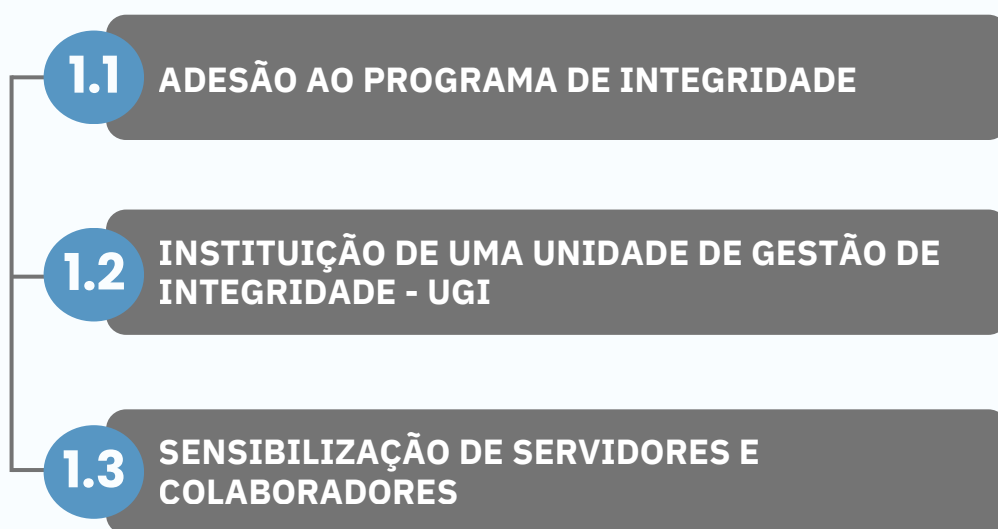 1.1
ADESÃO AO PROGRAMA DE INTEGRIDADE
1.2
INSTITUIÇÃO DE UMA UNIDADE DE GESTÃO DE
INTEGRIDADE - UGI
1.3
SENSIBILIZAÇÃO DE SERVIDORES E
COLABORADORES